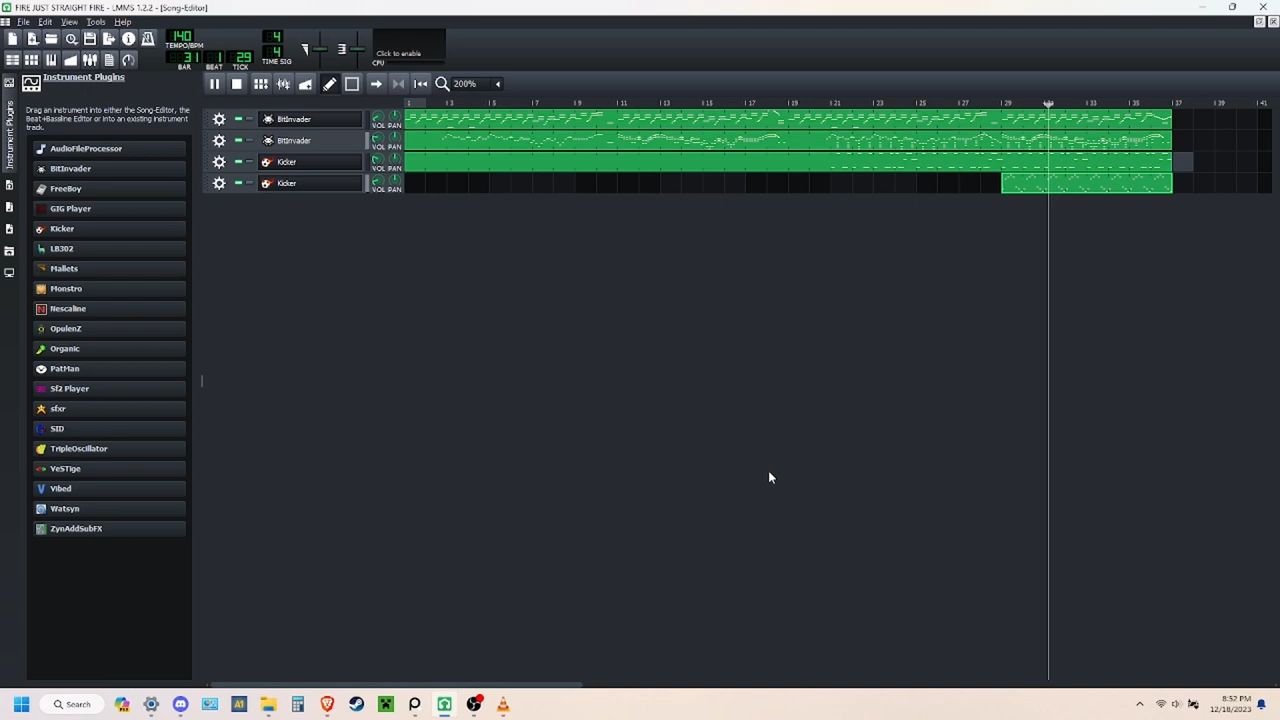 FIRE JUST STRAIGHT FIRE - LMMS 1.2.2 - [Song-Editor]
File Edit View Tools Help
140
TEMPO/BPM
31 1 29
BAR BEAT TICK
4
4
TIME SIG
Click to enable
CPU
Instrument Plugins
200%
Instrument Plugins
Drag an instrument into either the Song-Editor, the
Beat+Bassline Editor or into an existing instrument
track.
AudioFileProcessor
BitInvader
FreeBoy
GIG Player
Kicker
LB302
Mallets
Monstro
Nescaline
OpulenZ
Organic
PatMan
Sf2 Player
sfxr
SID
TripleOscillator
VeSTige
Vibed
Watsyn
ZynAddSubFX
1 3 5 7 9 11 13 15 17 19 21 23 25 27 29 33 35 37 39 41
BitInvader VOL PAN
BitInvader VOL PAN
Kicker VOL PAN
Kicker VOL PAN
Search
8:52 PM
12/18/2023